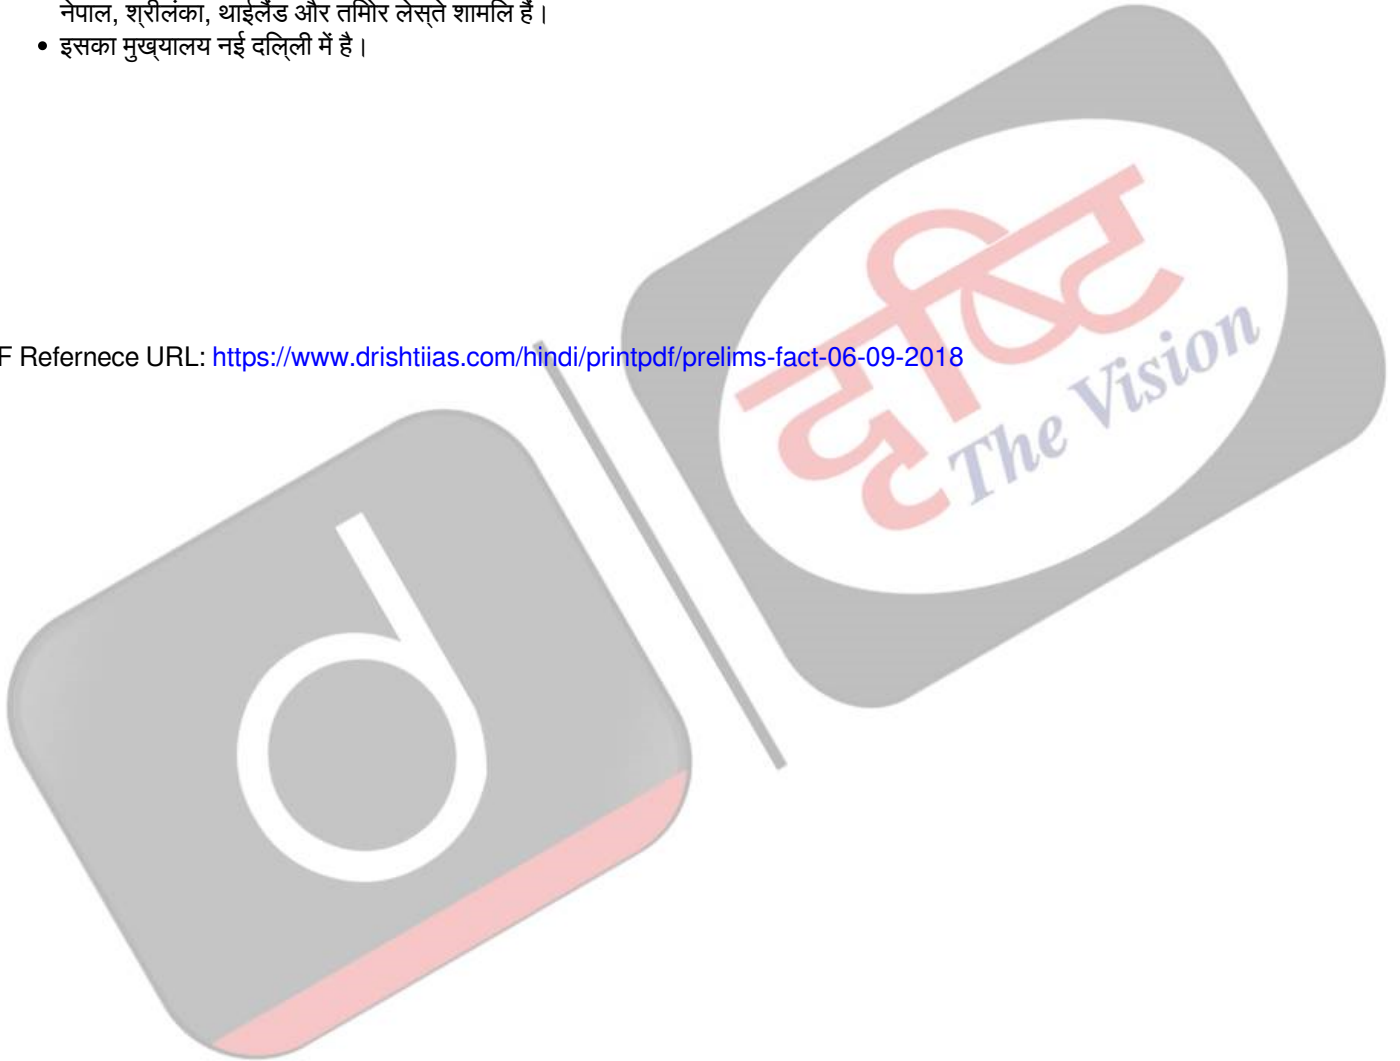 नेपाल, श्रीलंका, थाईलैंड और तिमोर लेस्ते शामिल हैं।
• इसका मुख्यालय नई दिल्ली में है।
F Refernece URL: https://www.drishtiias.com/hindi/printpdf/prelims-fact-06-09-2018
दृष्टि
The Vision
d